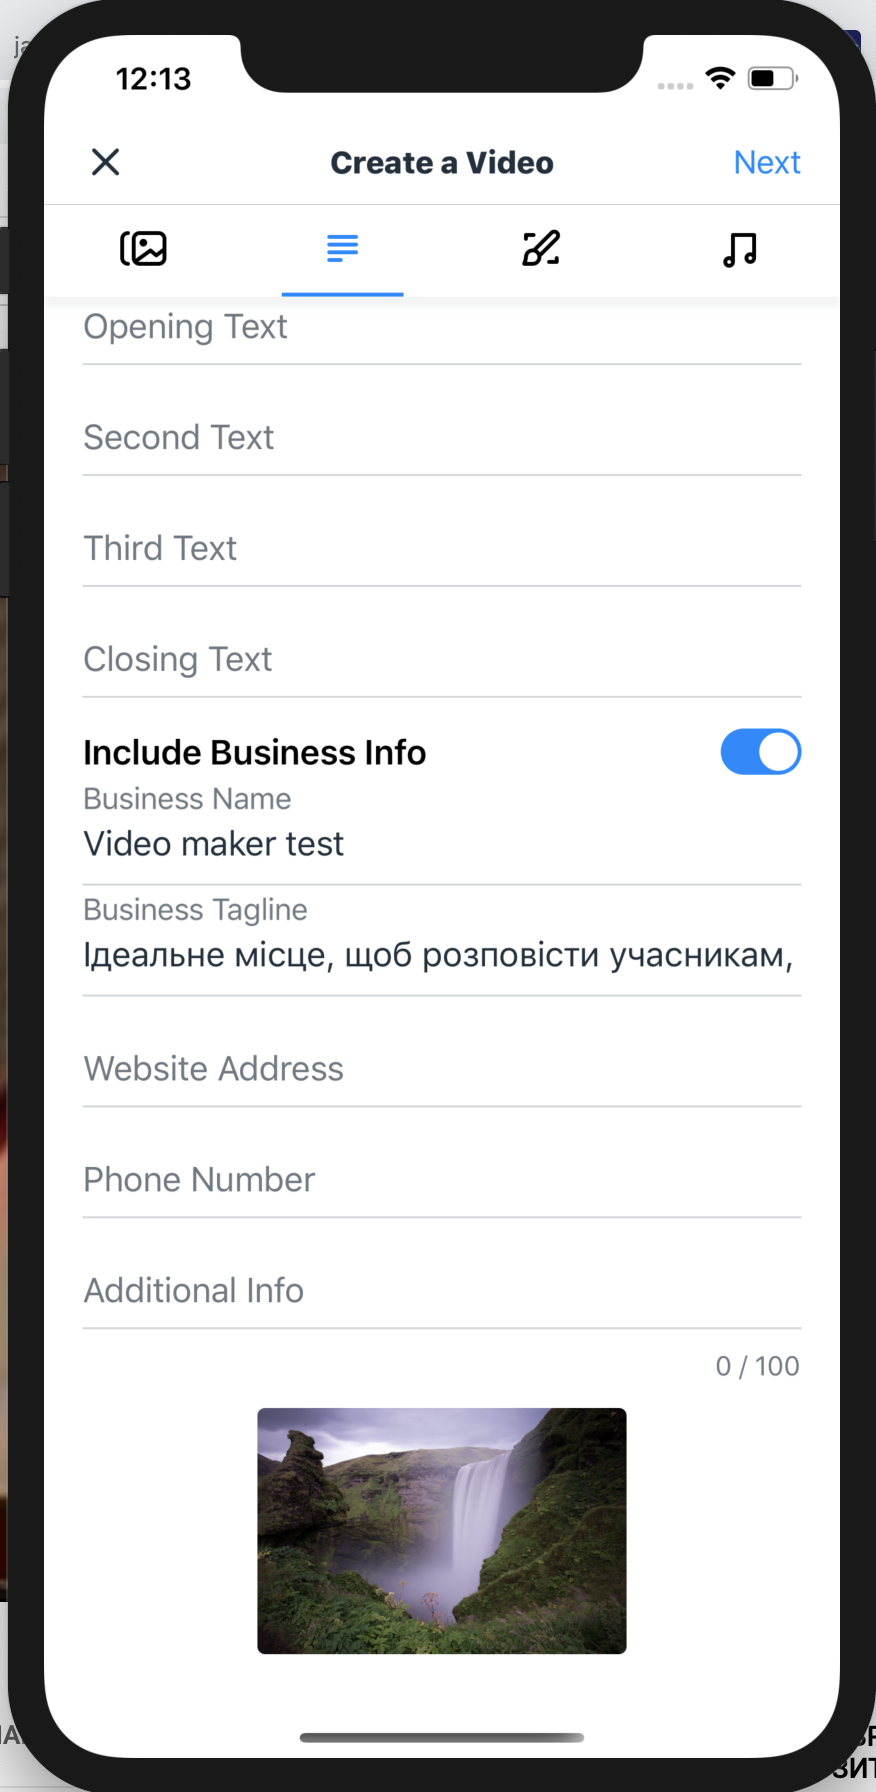 12:13
Create a Video
Next
Opening Text
Second Text
Third Text
Closing Text
Include Business Info
Business Name
Video maker test
Business Tagline
Ідеальне місце, щоб розповісти учасникам,
Website Address
Phone Number
Additional Info
0 / 100